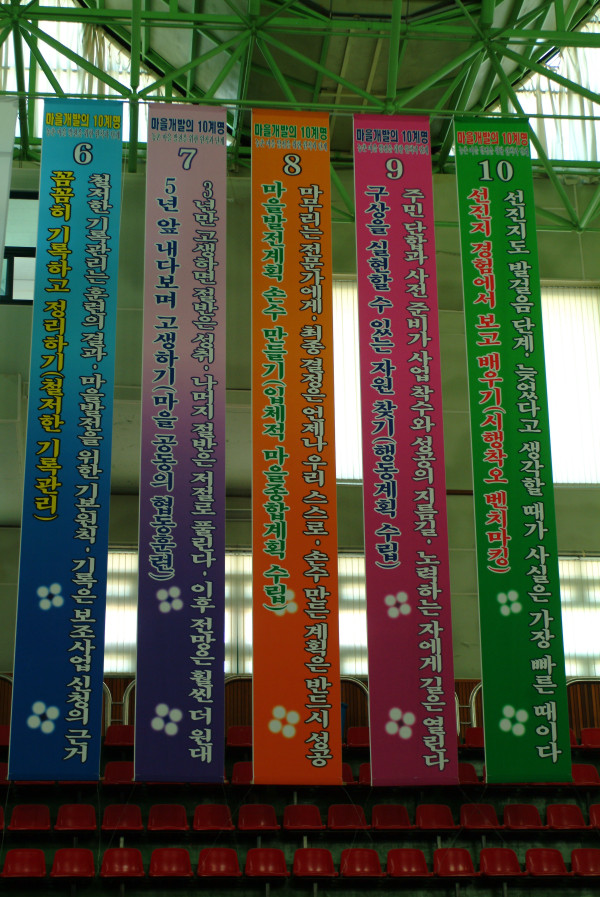 마을개발의 10계명
6
철저한 기록관리는 훈련의 결과, 마을발전을 위한 기본원칙, 기록은 보조사업 신청의 근거
꼼꼼히 기록하고 정리하기(철저한 기록관리)
마을개발의 10계명
7
3년만 고생하면 절반은 성취, 나머지 절반은 저절로 풀린다, 이후 전망은 훨씬 더 원대
5년 앞 내다보며 고생하기(마을 공동의 협동훈련)
마을개발의 10계명
8
마무리는 전문가에게, 최종 결정은 언제나 우리 스스로, 손수 만든 계획은 반드시 성공
마을발전계획 손수 만들기(입체적 마을종합계획 수립)
마을개발의 10계명
9
주민 단합과 사전 준비가 사업 착수와 성공의 지름길, 노력하는 자에게 길은 열린다
구상을 실현할 수 있는 자원 찾기(행동계획 수립)
마을개발의 10계명
10
선진지도 발걸음 단계, 늦었다고 생각할 때가 사실은 가장 빠른 때이다
선진지 경험에서 보고 배우기(시행착오 벤치마킹)